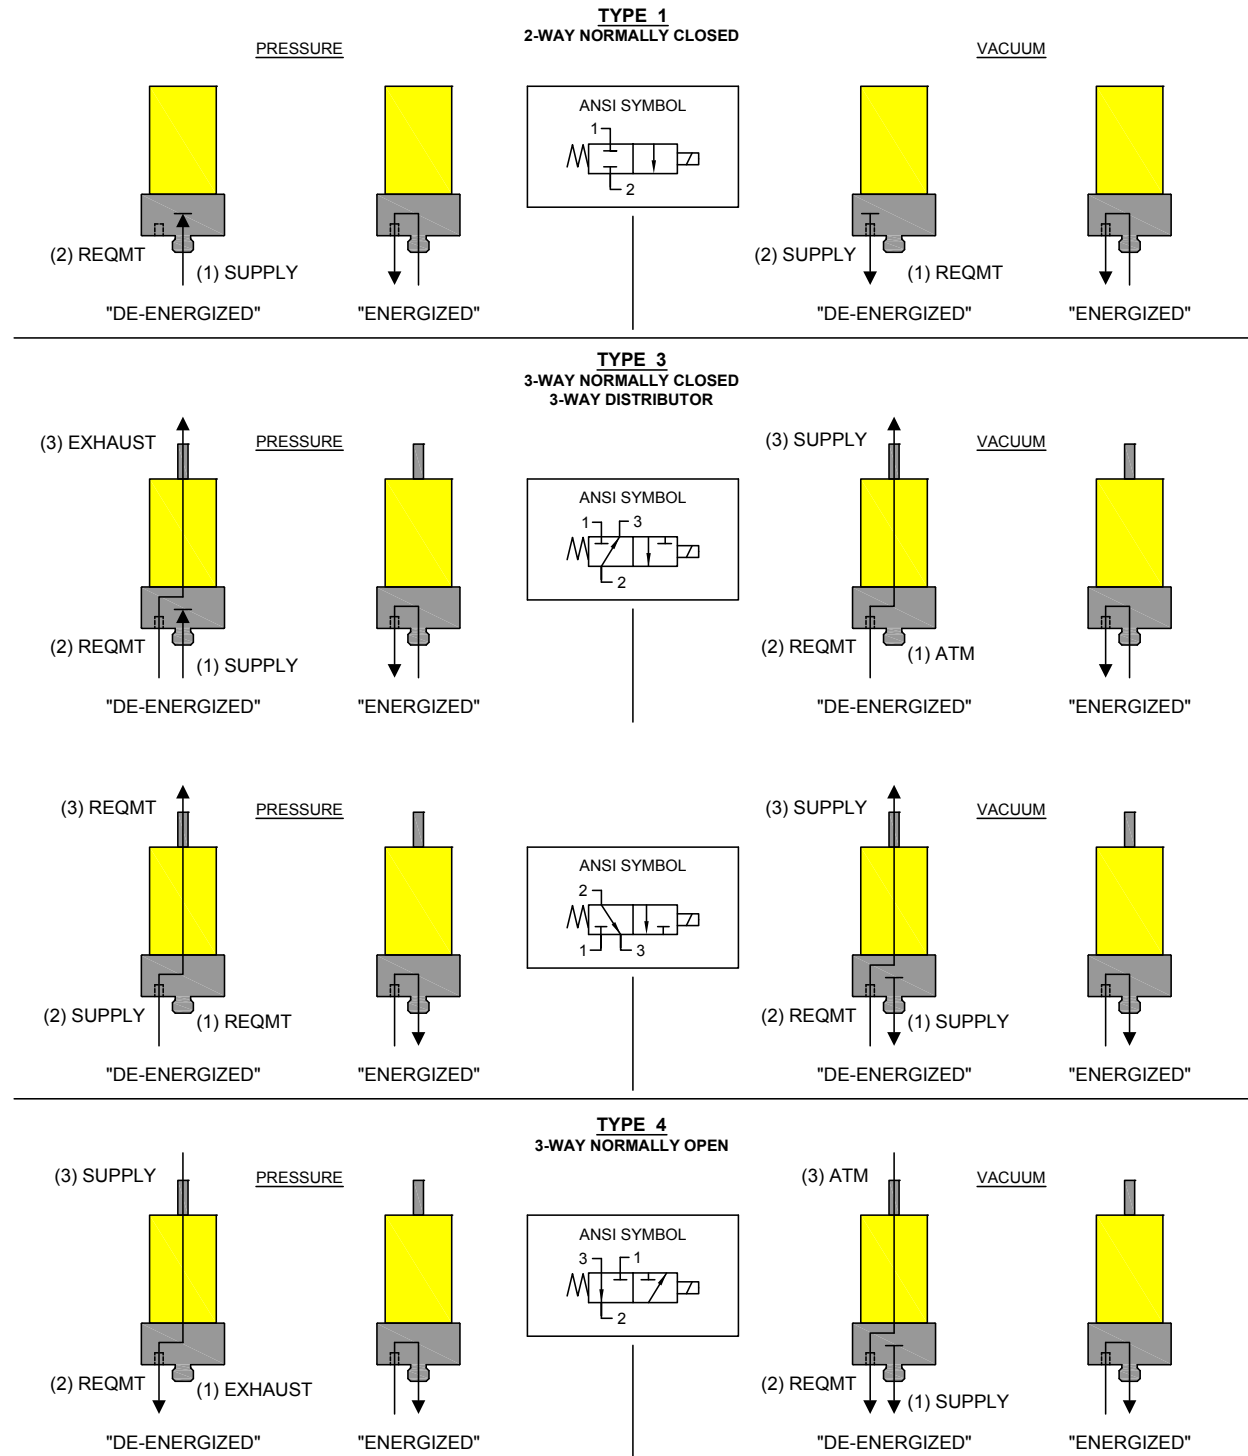 TYPE 1
2-WAY NORMALLY CLOSED
PRESSURE
VACUUM
ANSI SYMBOL
1
2
(2) REQMT
(1) SUPPLY
(2) SUPPLY
(1) REQMT
"DE-ENERGIZED"
"ENERGIZED"
"DE-ENERGIZED"
"ENERGIZED"
TYPE 3
3-WAY NORMALLY CLOSED
3-WAY DISTRIBUTOR
(3) EXHAUST
PRESSURE
(3) SUPPLY
VACUUM
ANSI SYMBOL
1
3
2
(2) REQMT
(1) SUPPLY
(2) REQMT
(1) ATM
"DE-ENERGIZED"
"ENERGIZED"
"DE-ENERGIZED"
"ENERGIZED"
(3) REQMT
PRESSURE
(3) SUPPLY
VACUUM
ANSI SYMBOL
2
1
3
(2) SUPPLY
(1) REQMT
(2) REQMT
(1) SUPPLY
"DE-ENERGIZED"
"ENERGIZED"
"DE-ENERGIZED"
"ENERGIZED"
TYPE 4
3-WAY NORMALLY OPEN
(3) SUPPLY
PRESSURE
(3) ATM
VACUUM
ANSI SYMBOL
3
1
2
(2) REQMT
(1) EXHAUST
(2) REQMT
(1) SUPPLY
"DE-ENERGIZED"
"ENERGIZED"
"DE-ENERGIZED"
"ENERGIZED"